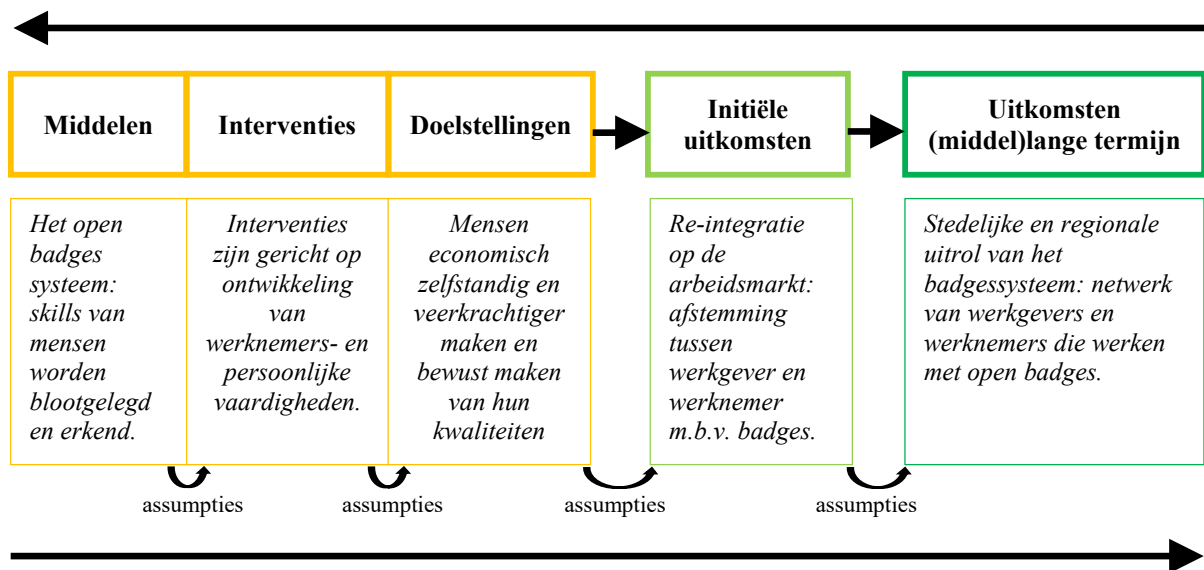 Middelen
Interventies
Doelstellingen
Initiële
uitkomsten
Uitkomsten
(middel)lange termijn
Het open
badges
systeem:
skills van
mensen
worden
blootgelegd
en erkend.
Interventies
zijn gericht op
ontwikkeling
van
werknemers- en
persoonlijke
vaardigheden.
Mensen
economisch
zelfstandig en
veerkrachtiger
maken en
bewust maken
van hun
kwaliteiten
Re-integratie
op de
arbeidsmarkt:
afstemming
tussen
werkgever en
werknemer
m.b.v. badges.
Stedelijke en regionale
uitrol van het
badgessysteem: netwerk
van werkgevers en
werknemers die werken
met open badges.
assumpties
assumpties
assumpties
assumpties